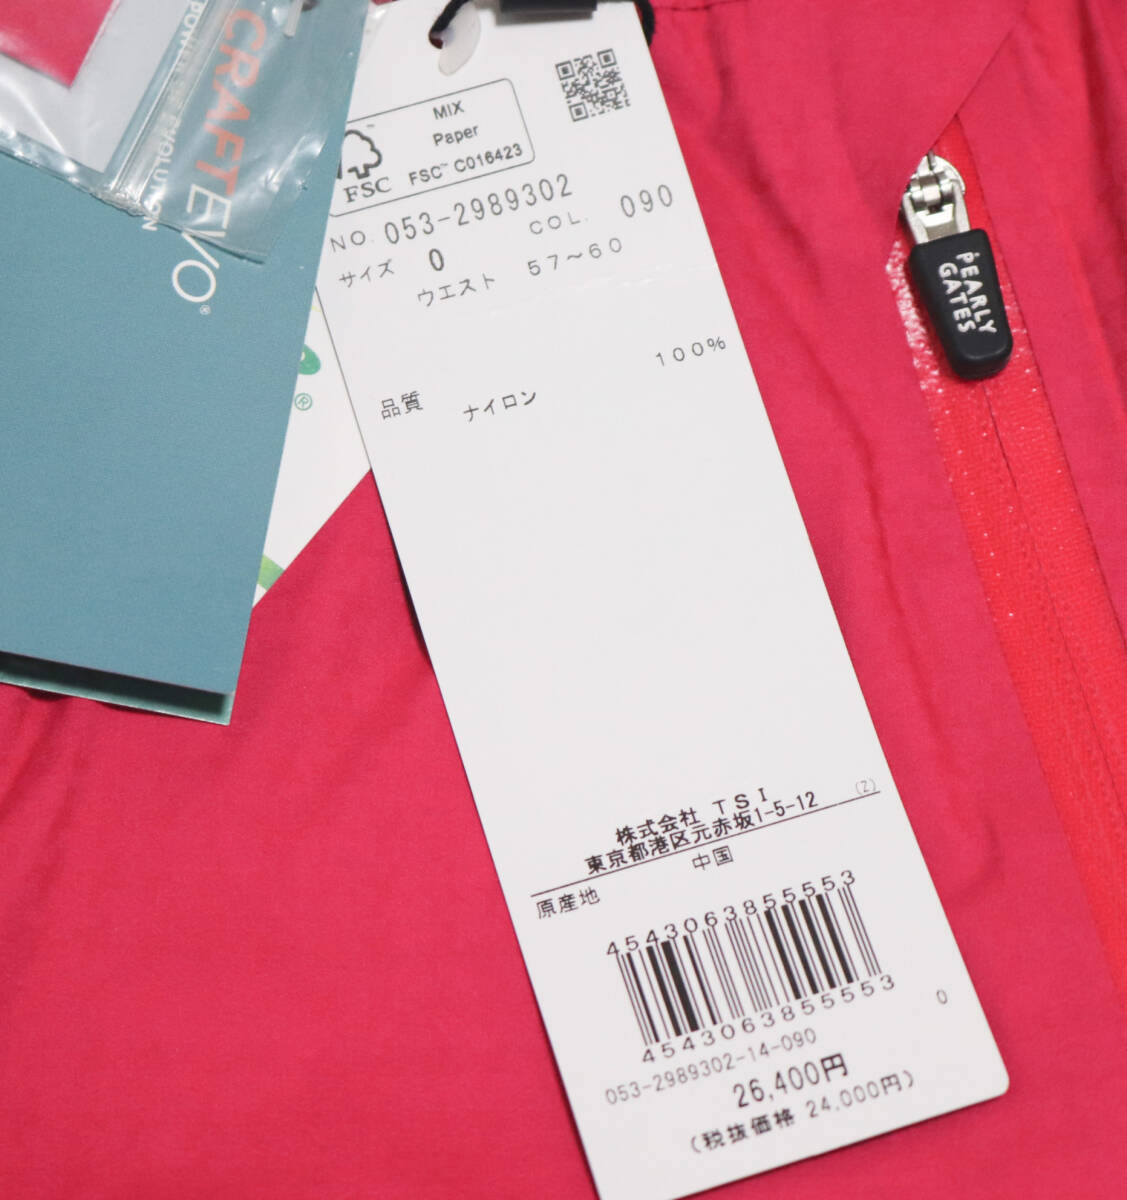 CRAFTEVO®
MIX
Paper
FSC™ C016423
FSC
NO. 053-2989302
COL. 090
サイズ 0
ウエスト 57~60
品質 ナイロン 100%
PEARLY
GATES
株式会社 TSI (Z)
東京都港区元赤坂1-5-12
原産地 中国
4543063855553
4543063855553
053-2989302-14-090 0
26,400円
(税抜価格 24,000円)